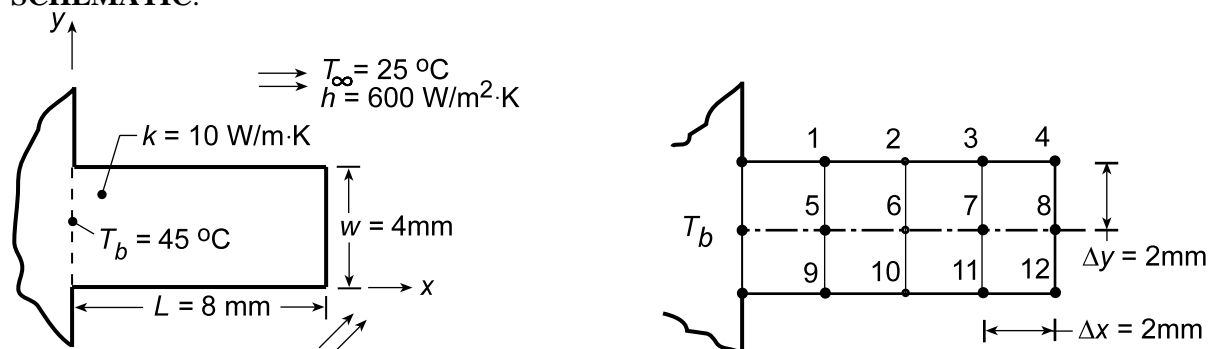 SCHEMATIC:
y
T∞ = 25 °C
h = 600 W/m²·K
k = 10 W/m·K
T_b = 45 °C
w = 4mm
L = 8 mm
x
1 2 3 4
5 6 7 8
T_b
9 10 11 12
Δy = 2mm
Δx = 2mm